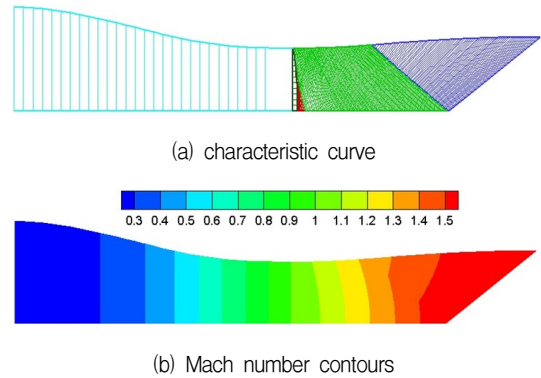 (a) characteristic curve
0.3 0.4 0.5 0.6 0.7 0.8 0.9 1 1.1 1.2 1.3 1.4 1.5
(b) Mach number contours